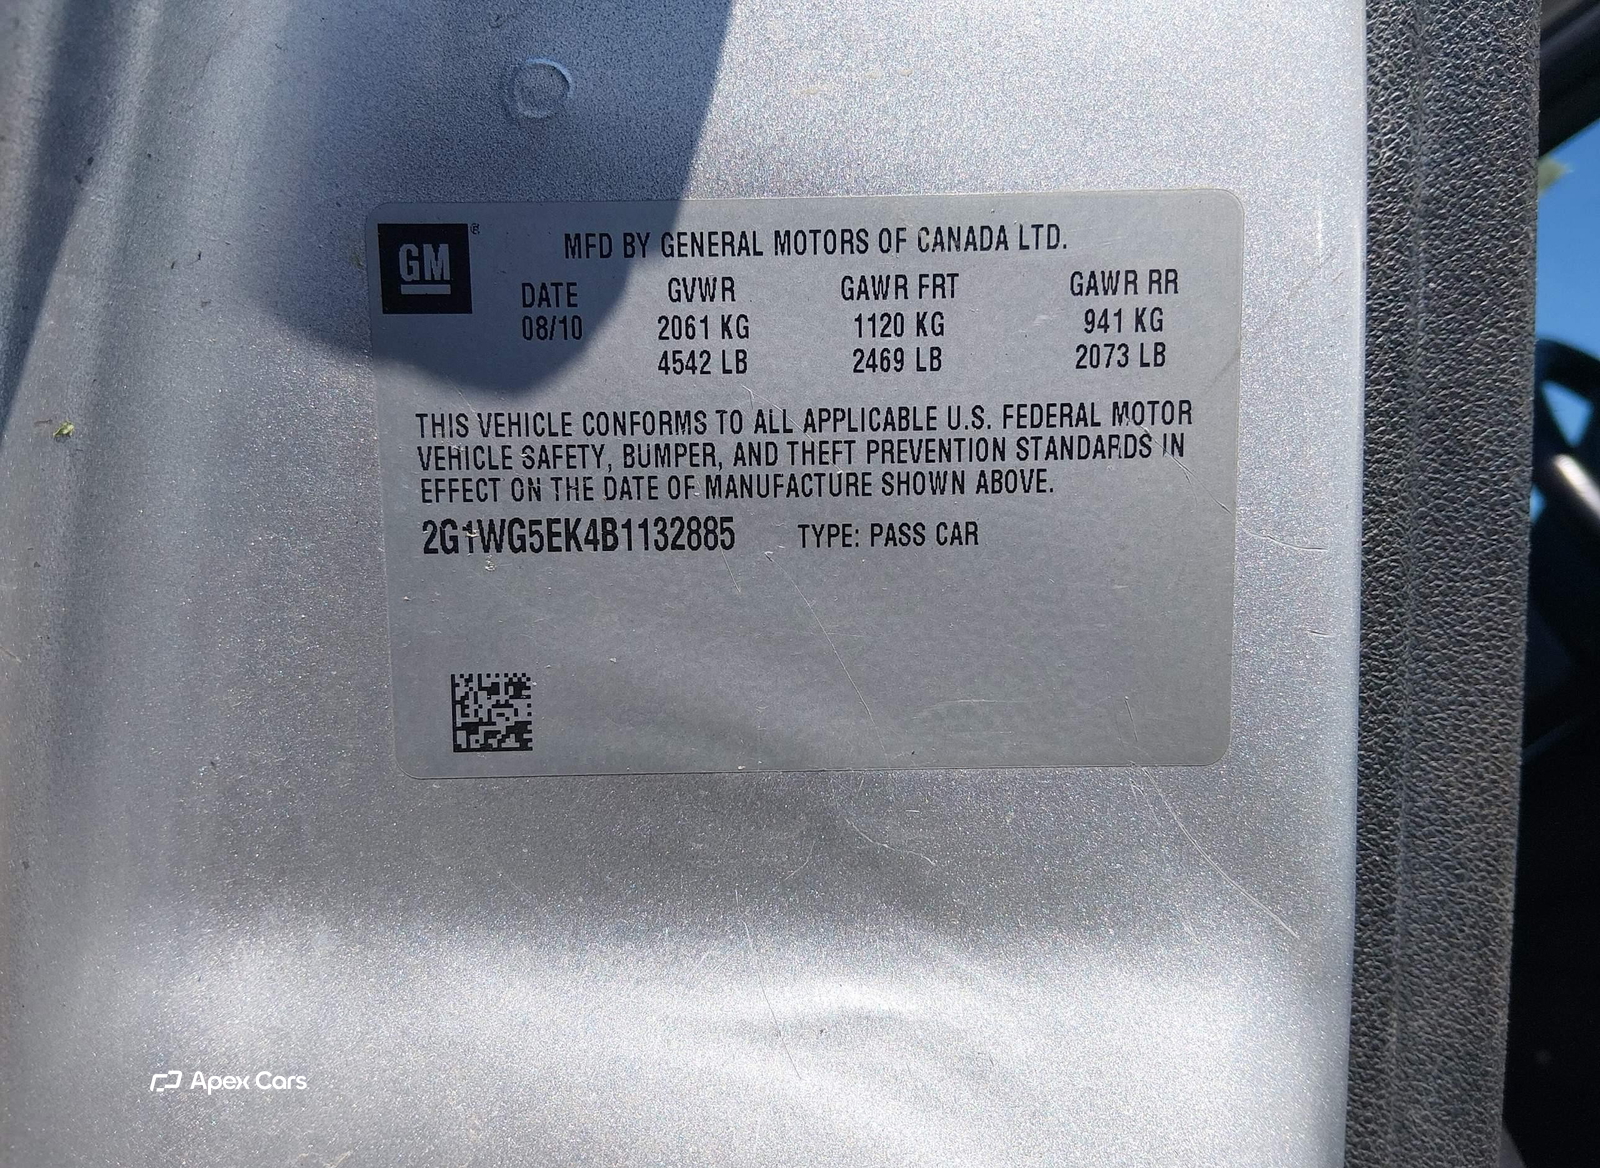 GM®
MFD BY GENERAL MOTORS OF CANADA LTD.
DATE GVWR GAWR FRT GAWR RR
08/10 2061 KG 1120 KG 941 KG
4542 LB 2469 LB 2073 LB
THIS VEHICLE CONFORMS TO ALL APPLICABLE U.S. FEDERAL MOTOR
VEHICLE SAFETY, BUMPER, AND THEFT PREVENTION STANDARDS IN
EFFECT ON THE DATE OF MANUFACTURE SHOWN ABOVE.
2G1WG5EK4B1132885 TYPE: PASS CAR
Apex Cars